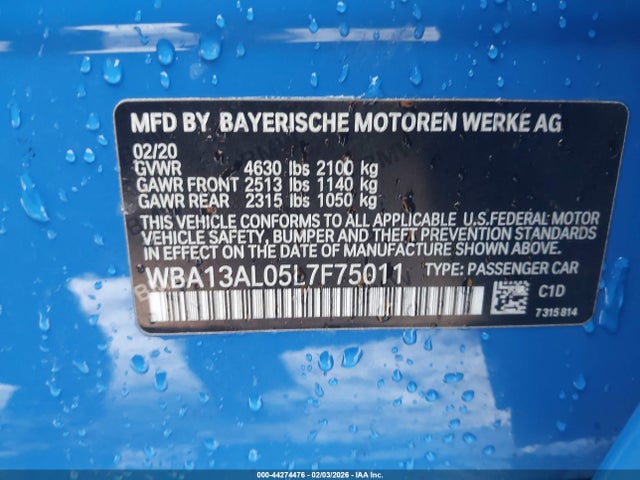 MFD BY BAYERISCHE MOTOREN WERKE AG
02/20
GVWR 4630 lbs 2100 kg
GAWR FRONT 2513 lbs 1140 kg
GAWR REAR 2315 lbs 1050 kg
THIS VEHICLE CONFORMS TO ALL APPLICABLE U.S.FEDERAL MOTOR
VEHICLE SAFETY, BUMPER AND THEFT PREVENTION STANDARDS
IN EFFECT ON THE DATE OF MANUFACTURE SHOWN ABOVE.
WBA13AL05L7F75011 TYPE: PASSENGER CAR
C1D
7315814
000-44274476 - 02/03/2026 - IAATAMC3